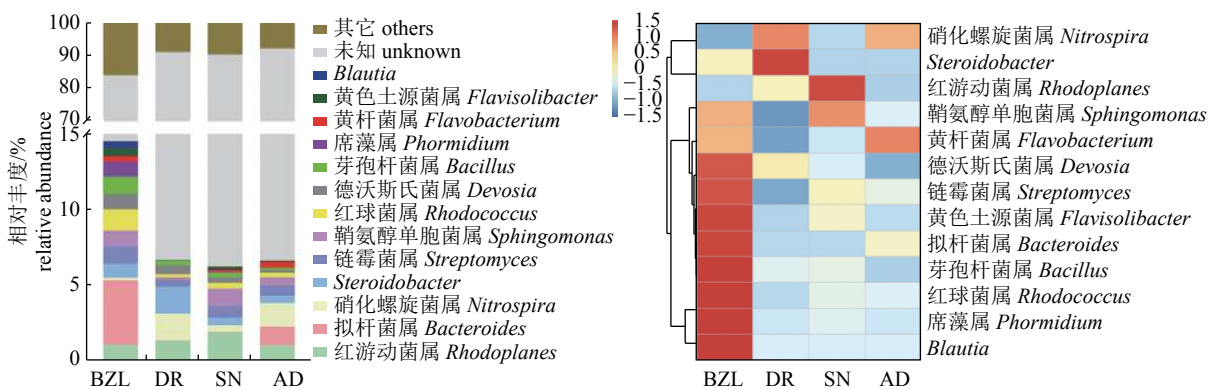 100
90
80
70
15
10
5
0
相对丰度/%
relative abundance
BZL DR SN AD
其它 others
未知 unknown
Blautia
黄色土源菌属 Flavisolibacter
黄杆菌属 Flavobacterium
席藻属 Phormidium
芽孢杆菌属 Bacillus
德沃斯氏菌属 Devosia
红球菌属 Rhodococcus
鞘氨醇单胞菌属 Sphingomonas
链霉菌属 Streptomyces
Steroidobacter
硝化螺旋菌属 Nitrospira
拟杆菌属 Bacteroides
红游动菌属 Rhodoplanes
1.5
1.0
0.5
0
−1.5
−1.0
−1.5
硝化螺旋菌属 Nitrospira
Steroidobacter
红游动菌属 Rhodoplanes
鞘氨醇单胞菌属 Sphingomonas
黄杆菌属 Flavobacterium
德沃斯氏菌属 Devosia
链霉菌属 Streptomyces
黄色土源菌属 Flavisolibacter
拟杆菌属 Bacteroides
芽孢杆菌属 Bacillus
红球菌属 Rhodococcus
席藻属 Phormidium
Blautia
BZL DR SN AD